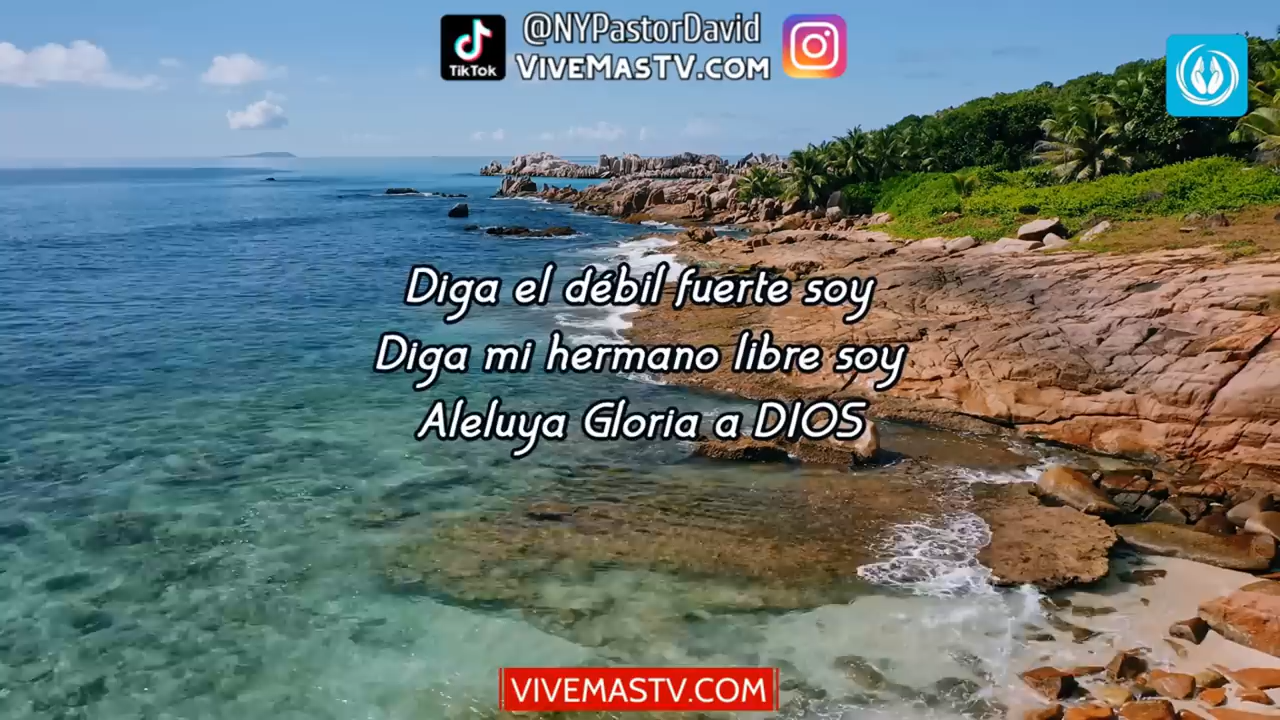 TikTok
@NYPastorDavid
ViveMasTV.com
Diga el débil fuerte soy
Diga mi hermano libre soy
Aleluya Gloria a DIOS
VIVEMASTV.COM